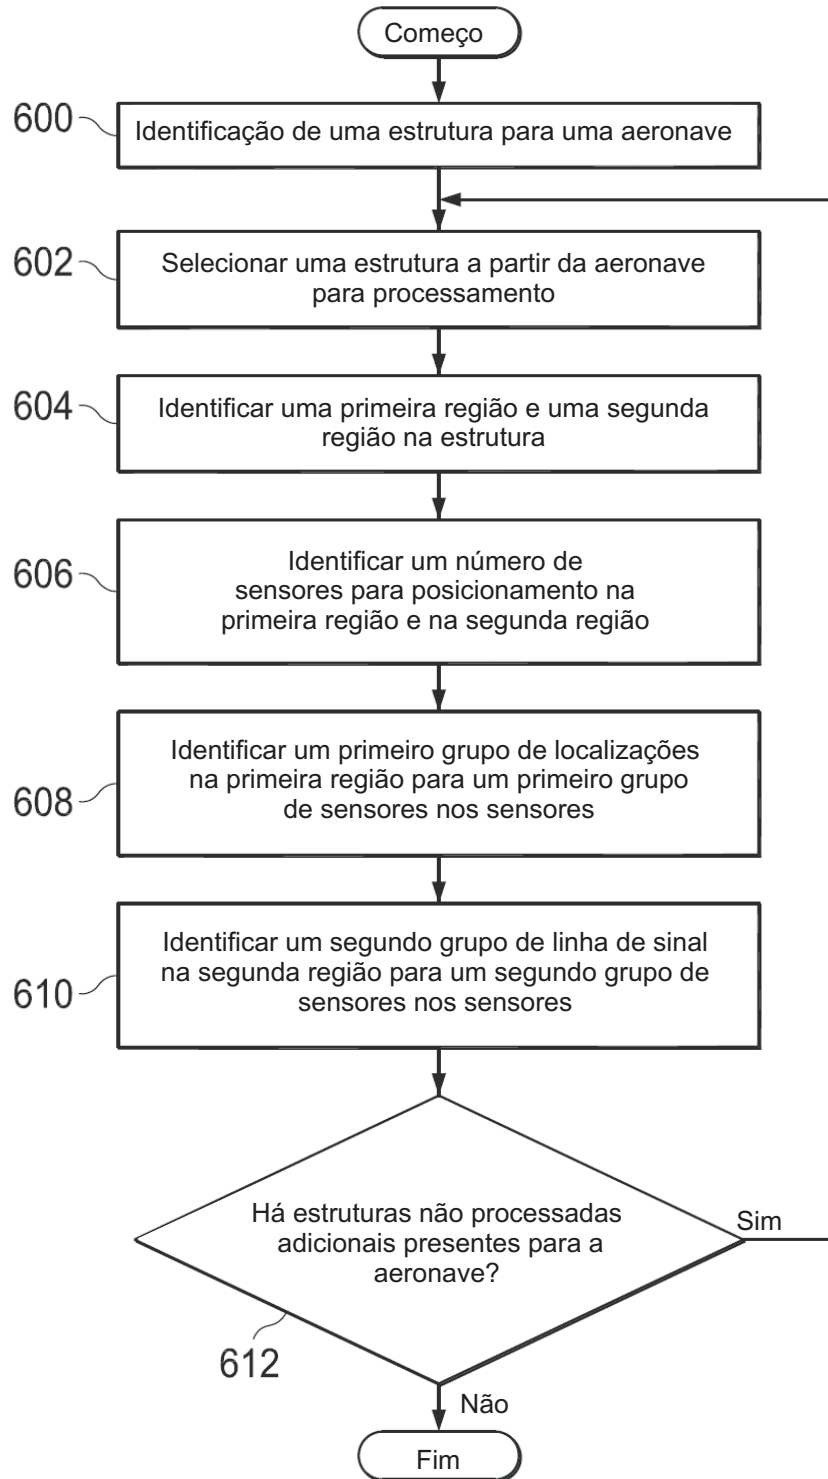 Começo
600
Identificação de uma estrutura para uma aeronave
602
Selecionar uma estrutura a partir da aeronave
para processamento
604
Identificar uma primeira região e uma segunda
região na estrutura
606
Identificar um número de
sensores para posicionamento na
primeira região e na segunda região
608
Identificar um primeiro grupo de localizações
na primeira região para um primeiro grupo
de sensores nos sensores
610
Identificar um segundo grupo de linha de sinal
na segunda região para um segundo grupo de
sensores nos sensores
Há estruturas não processadas
adicionais presentes para a
aeronave?
Sim
612
Não
Fim